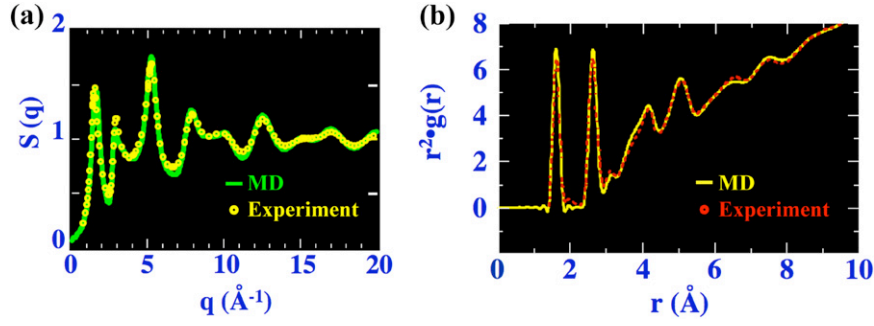 (a)
2
1
0
S (q)
MD
Experiment
0 5 10 15 20
q (Å⁻¹)
(b)
8
6
4
2
0
r²•g(r)
MD
Experiment
0 2 4 6 8 10
r (Å)